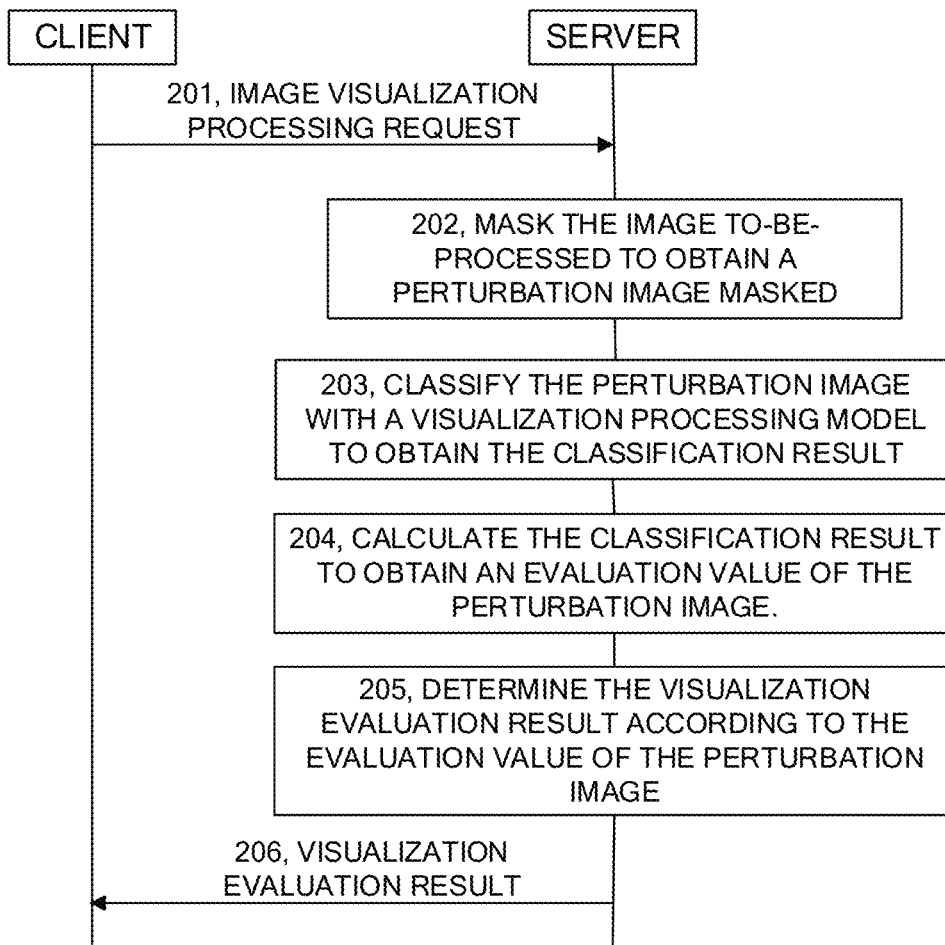 CLIENT
SERVER
201, IMAGE VISUALIZATION
PROCESSING REQUEST
202, MASK THE IMAGE TO-BE-
PROCESSED TO OBTAIN A
PERTURBATION IMAGE MASKED
203, CLASSIFY THE PERTURBATION IMAGE
WITH A VISUALIZATION PROCESSING MODEL
TO OBTAIN THE CLASSIFICATION RESULT
204, CALCULATE THE CLASSIFICATION RESULT
TO OBTAIN AN EVALUATION VALUE OF THE
PERTURBATION IMAGE.
205, DETERMINE THE VISUALIZATION
EVALUATION RESULT ACCORDING TO THE
EVALUATION VALUE OF THE PERTURBATION
IMAGE
206, VISUALIZATION
EVALUATION RESULT